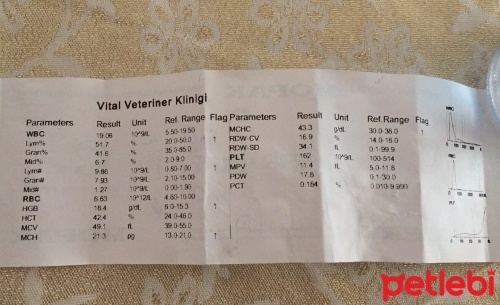 Vital Veteriner Kliniği
Parameters Result Unit Ref. Range Flag
WBC 19.06 10^9/L 5.50-19.50
Lym% 51.7 % 20.0-50.0 ↑
Gran% 41.6 % 35.0-85.0
Mid% 6.7 % 2.0-9.0
Lym# 9.86 10^9/L 0.50-7.00 ↑
Gran# 7.93 10^9/L 2.10-15.00
Mid# 1.27 10^9/L 0.00-1.90
RBC 8.63 10^12/L 4.60-10.00
HGB 18.4 g/dL 9.0-15.3 ↑
HCT 42.4 % 24.0-46.0
MCV 49.1 fL 39.0-55.0
MCH 21.3 pg 13.0-21.0 ↑
Parameters Result Unit Ref.Range Flag
MCHC 43.3 g/dL 30.0-38.0 ↑
RDW-CV 16.9 % 14.0-18.0
RDW-SD 34.1 fL 0.1-99.9
PLT 162 10^9/L 100-514
MPV 11.4 fL 5.0-11.8
PDW 17.8 0.1-30.0
PCT 0.184 % 0.010-9.990
RBC
PLT
petlebi